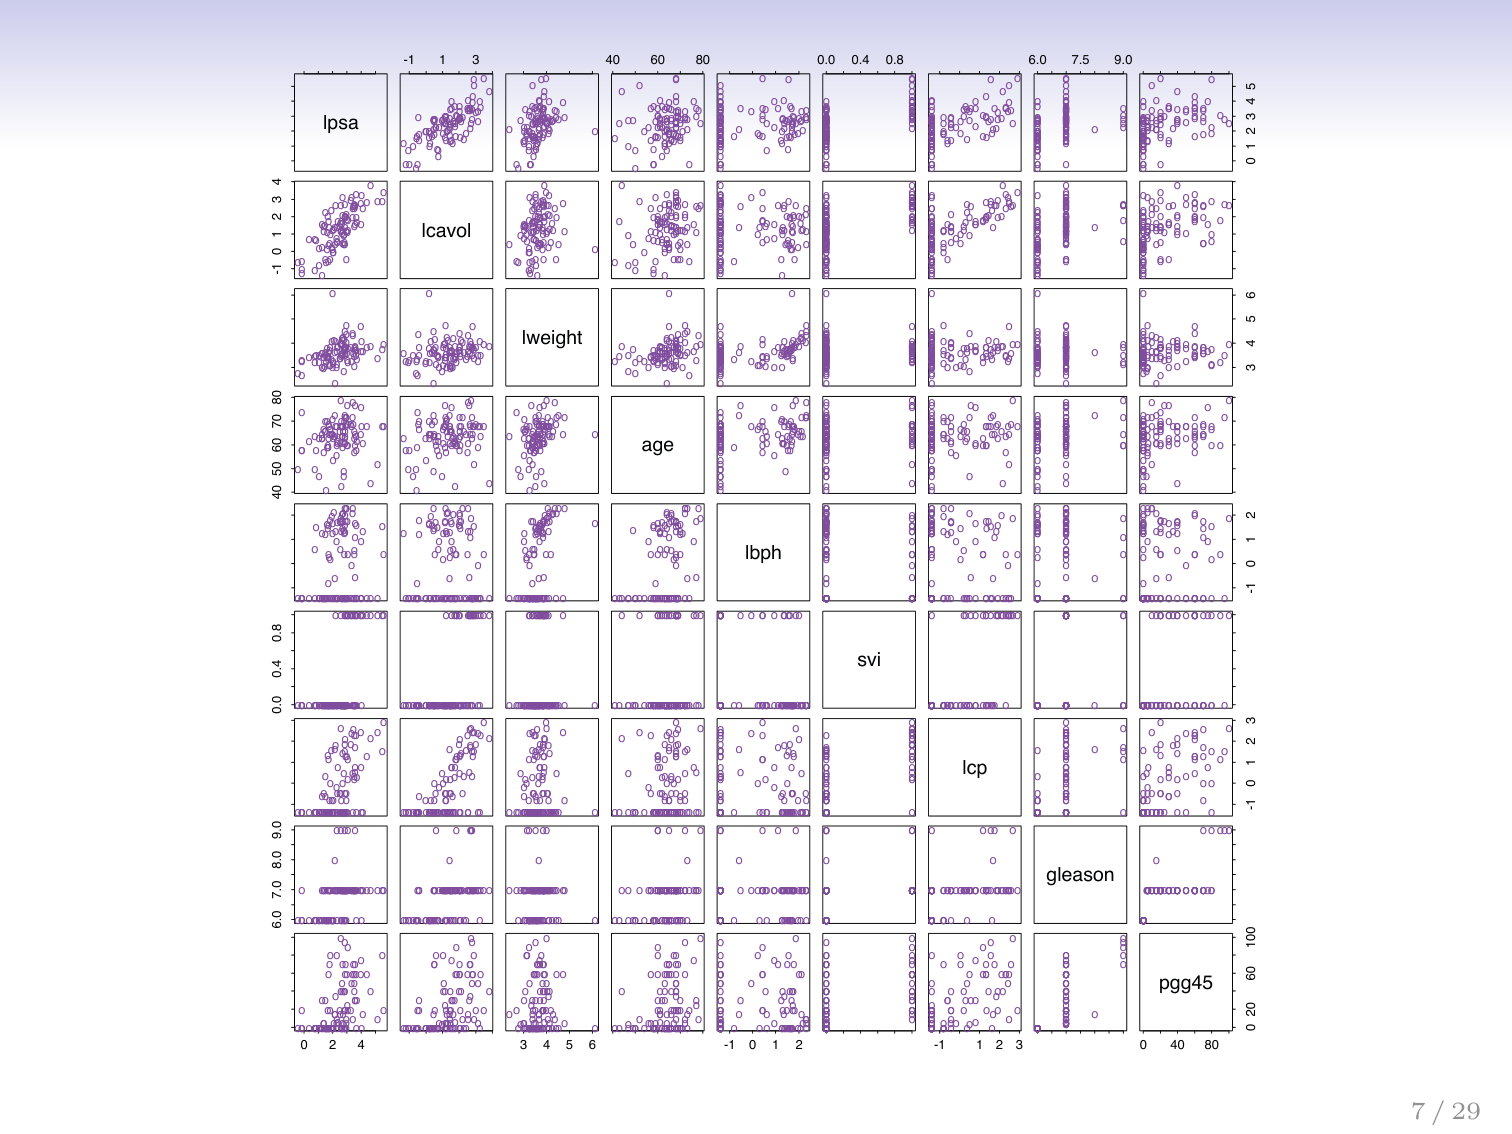 -1 1 3 40 60 80 0.0 0.4 0.8 6.0 7.5 9.0
lpsa
0 1 2 3 4 5
-1 0 1 2 3 4
lcavol
lweight
3 4 5 6
40 50 60 70 80
age
lbph
-1 0 1 2
0.0 0.4 0.8
svi
lcp
-1 0 1 2 3
6.0 7.0 8.0 9.0
gleason
pgg45
0 20 60 100
0 2 4 3 4 5 6 -1 0 1 2 -1 1 2 3 0 40 80
7 / 29